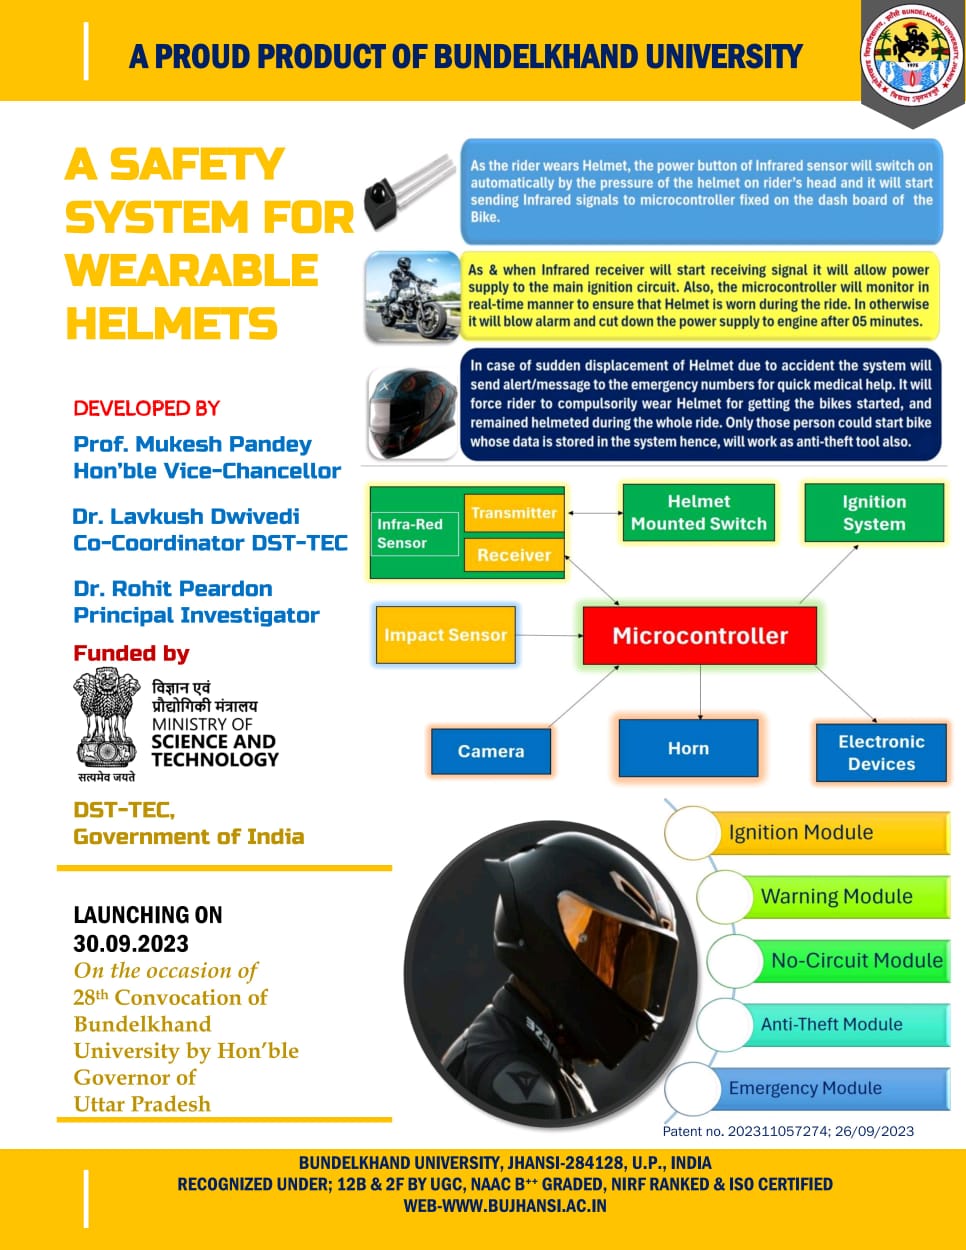 A PROUD PRODUCT OF BUNDELKHAND UNIVERSITY
BUNDELKHAND UNIVERSITY, JHANSI
1975
A SAFETY
SYSTEM FOR
WEARABLE
HELMETS
As the rider wears Helmet, the power button of Infrared sensor will switch on
automatically by the pressure of the helmet on rider's head and it will start
sending Infrared signals to microcontroller fixed on the dash board of the
Bike.
As & when Infrared receiver will start receiving signal it will allow power
supply to the main ignition circuit. Also, the microcontroller will monitor in
real-time manner to ensure that Helmet is worn during the ride. In otherwise
it will blow alarm and cut down the power supply to engine after 05 minutes.
In case of sudden displacement of Helmet due to accident the system will
send alert/message to the emergency numbers for quick medical help. It will
force rider to compulsorily wear Helmet for getting the bikes started, and
remained helmeted during the whole ride. Only those person could start bike
whose data is stored in the system hence, will work as anti-theft tool also.
DEVELOPED BY
Prof. Mukesh Pandey
Hon'ble Vice-Chancellor
Dr. Lavkush Dwivedi
Co-Coordinator DST-TEC
Dr. Rohit Peardon
Principal Investigator
Funded by
विज्ञान एवं
प्रौद्योगिकी मंत्रालय
MINISTRY OF
SCIENCE AND
TECHNOLOGY
सत्यमेव जयते
DST-TEC,
Government of India
Infra-Red
Sensor
Transmitter
Receiver
Helmet
Mounted Switch
Ignition
System
Impact Sensor
Microcontroller
Camera
Horn
Electronic
Devices
LAUNCHING ON
30.09.2023
On the occasion of
28th Convocation of
Bundelkhand
University by Hon'ble
Governor of
Uttar Pradesh
Ignition Module
Warning Module
No-Circuit Module
Anti-Theft Module
Emergency Module
Patent no. 202311057274; 26/09/2023
BUNDELKHAND UNIVERSITY, JHANSI-284128, U.P., INDIA
RECOGNIZED UNDER; 12B & 2F BY UGC, NAAC B++ GRADED, NIRF RANKED & ISO CERTIFIED
WEB-WWW.BUJHANSI.AC.IN